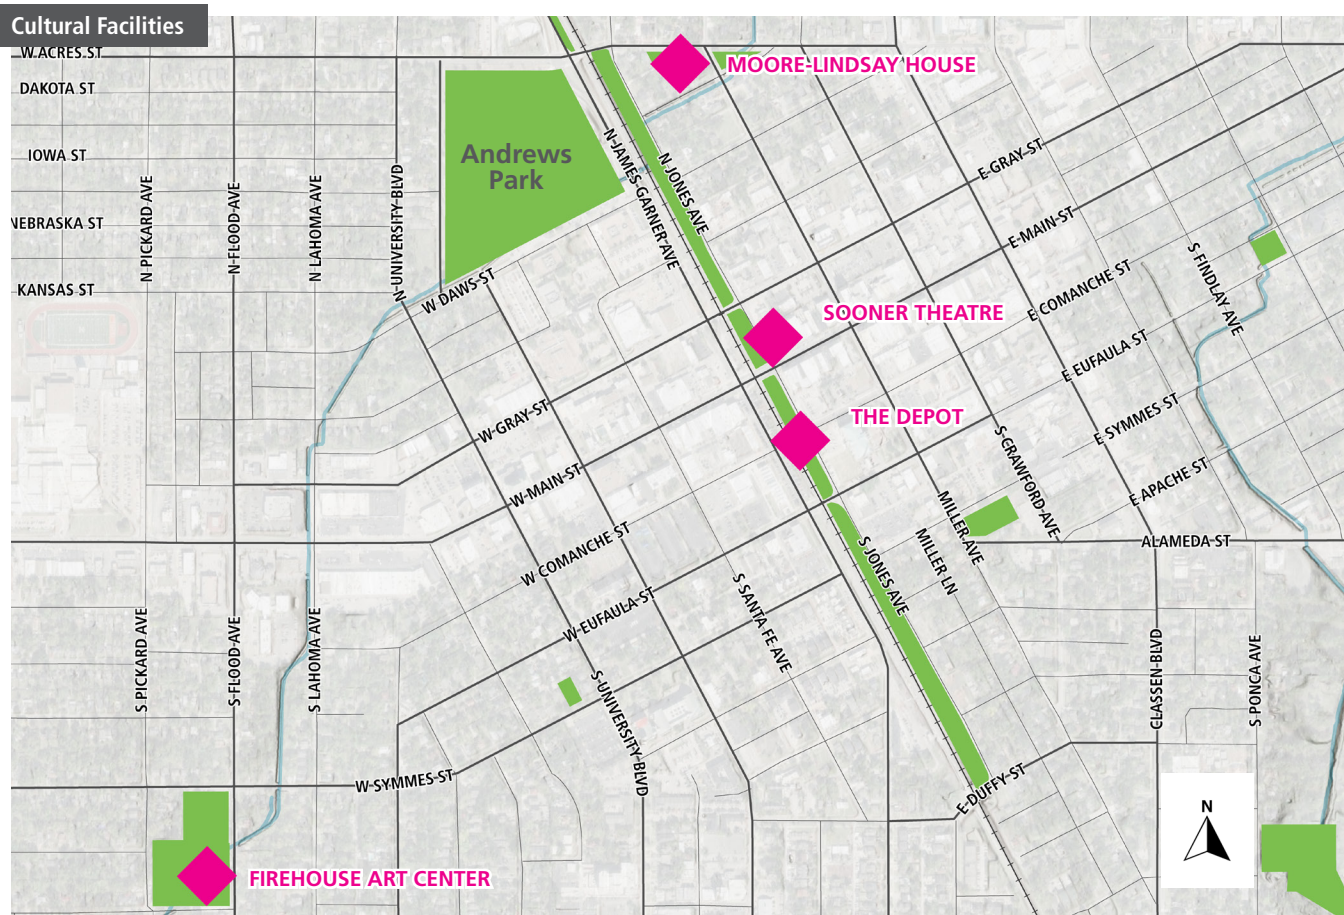 Cultural Facilities
W ACRES ST
MOORE-LINDSAY HOUSE
DAKOTA ST
IOWA ST
Andrews
Park
E GRAY ST
N JAMES GARNER AVE
N JONES AVE
N PICKARD AVE
N FLOOD AVE
N LAHOMA AVE
N UNIVERSITY BLVD
NEBRASKA ST
E MAIN ST
KANSAS ST
W DAWS ST
E COMANCHE ST
S FINDLAY AVE
SOONER THEATRE
E EUFAULA ST
W GRAY ST
THE DEPOT
E SYMMES ST
S CRAWFORD AVE
W MAIN ST
E APACHE ST
MILLER AVE
ALAMEDA ST
W COMANCHE ST
MILLER LN
S JONES AVE
W EUFAULA ST
S SANTA FE AVE
S PICKARD AVE
S FLOOD AVE
S LAHOMA AVE
CLASSEN BLVD
S PONCA AVE
S UNIVERSITY BLVD
W SYMMES ST
E DUFFY ST
N
FIREHOUSE ART CENTER